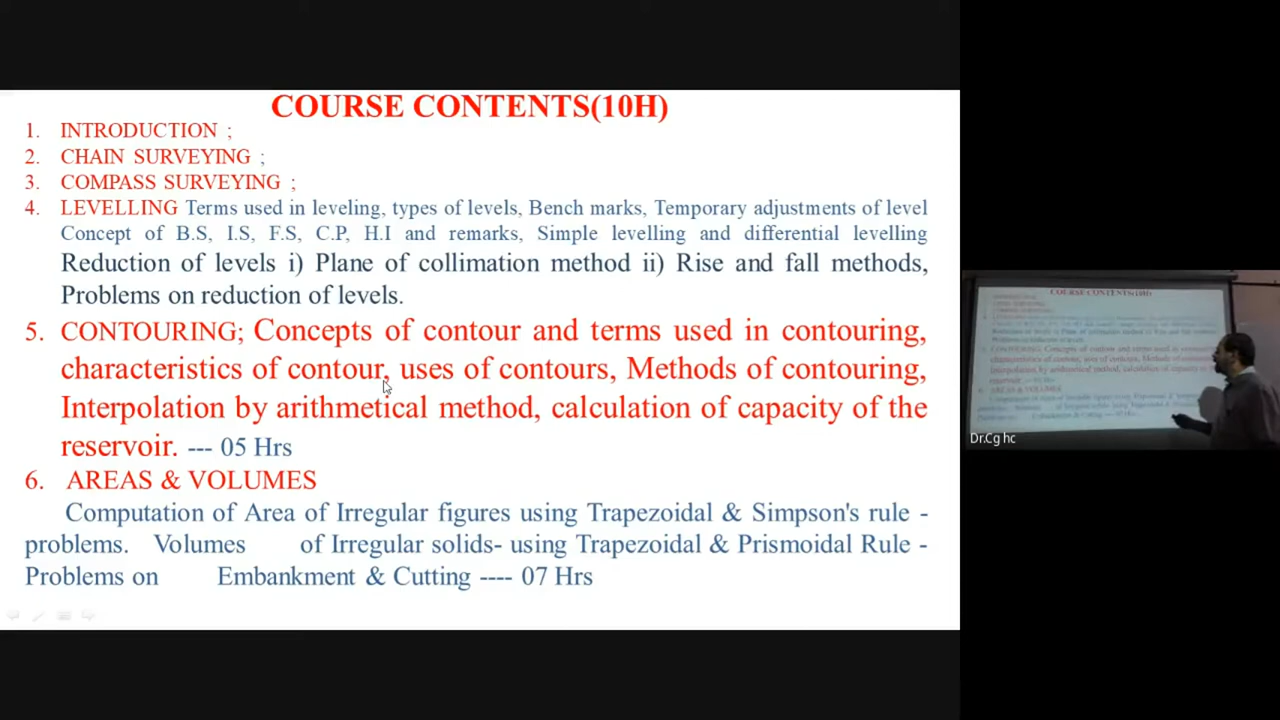 COURSE CONTENTS(10H)
1. INTRODUCTION ;
2. CHAIN SURVEYING ;
3. COMPASS SURVEYING ;
4. LEVELLING Terms used in leveling, types of levels, Bench marks, Temporary adjustments of level
Concept of B.S, I.S, F.S, C.P, H.I and remarks, Simple levelling and differential levelling
Reduction of levels i) Plane of collimation method ii) Rise and fall methods,
Problems on reduction of levels.
5. CONTOURING; Concepts of contour and terms used in contouring,
characteristics of contour, uses of contours, Methods of contouring,
Interpolation by arithmetical method, calculation of capacity of the
reservoir. --- 05 Hrs
6. AREAS & VOLUMES
Computation of Area of Irregular figures using Trapezoidal & Simpson's rule -
problems. Volumes of Irregular solids- using Trapezoidal & Prismoidal Rule -
Problems on Embankment & Cutting ---- 07 Hrs
COURSE CONTENTS(10H)
Dr.Cg hc